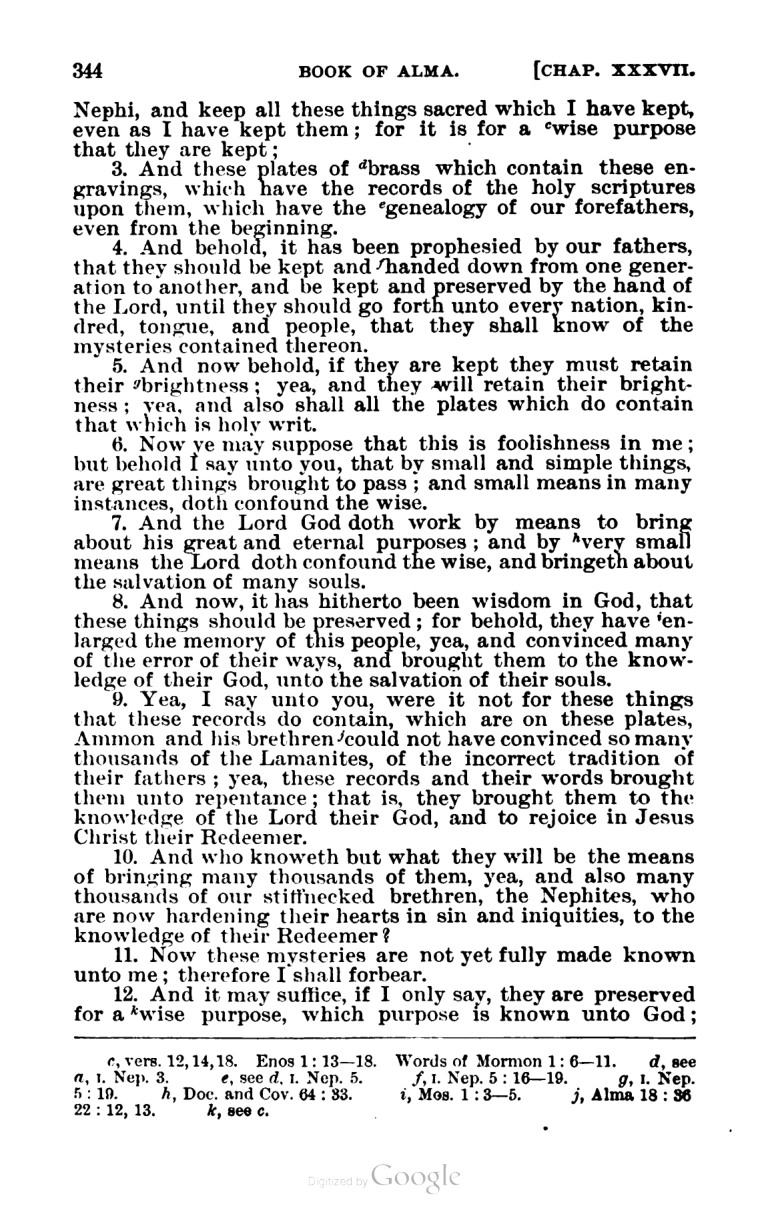 344 BOOK OF ALMA. [CHAP. XXXVII.
Nephi, and keep all these things sacred which I have kept,
even as I have kept them; for it is for a cwise purpose
that they are kept;
3. And these plates of dbrass which contain these en-
gravings, which have the records of the holy scriptures
upon them, which have the egenealogy of our forefathers,
even from the beginning.
4. And behold, it has been prophesied by our fathers,
that they should be kept and fhanded down from one gener-
ation to another, and be kept and preserved by the hand of
the Lord, until they should go forth unto every nation, kin-
dred, tongue, and people, that they shall know of the
mysteries contained thereon.
5. And now behold, if they are kept they must retain
their gbrightness; yea, and they will retain their bright-
ness; yea, and also shall all the plates which do contain
that which is holy writ.
6. Now ye may suppose that this is foolishness in me;
but behold I say unto you, that by small and simple things,
are great things brought to pass; and small means in many
instances, doth confound the wise.
7. And the Lord God doth work by means to bring
about his great and eternal purposes; and by hvery small
means the Lord doth confound the wise, and bringeth about
the salvation of many souls.
8. And now, it has hitherto been wisdom in God, that
these things should be preserved; for behold, they have ien-
larged the memory of this people, yea, and convinced many
of the error of their ways, and brought them to the know-
ledge of their God, unto the salvation of their souls.
9. Yea, I say unto you, were it not for these things
that these records do contain, which are on these plates,
Ammon and his brethren jcould not have convinced so many
thousands of the Lamanites, of the incorrect tradition of
their fathers; yea, these records and their words brought
them unto repentance; that is, they brought them to the
knowledge of the Lord their God, and to rejoice in Jesus
Christ their Redeemer.
10. And who knoweth but what they will be the means
of bringing many thousands of them, yea, and also many
thousands of our stiffnecked brethren, the Nephites, who
are now hardening their hearts in sin and iniquities, to the
knowledge of their Redeemer?
11. Now these mysteries are not yet fully made known
unto me; therefore I shall forbear.
12. And it may suffice, if I only say, they are preserved
for a kwise purpose, which purpose is known unto God;
c, vers. 12,14,18. Enos 1:13—18. Words of Mormon 1:6—11. d, see
a, I. Nep. 3. e, see d, I. Nep. 5. f, I. Nep. 5:16—19. g, I. Nep.
5:19. h, Doc. and Cov. 64:33. i, Mos. 1:3—5. j, Alma 18:36
22:12, 13. k, see c.
Digitized by Google